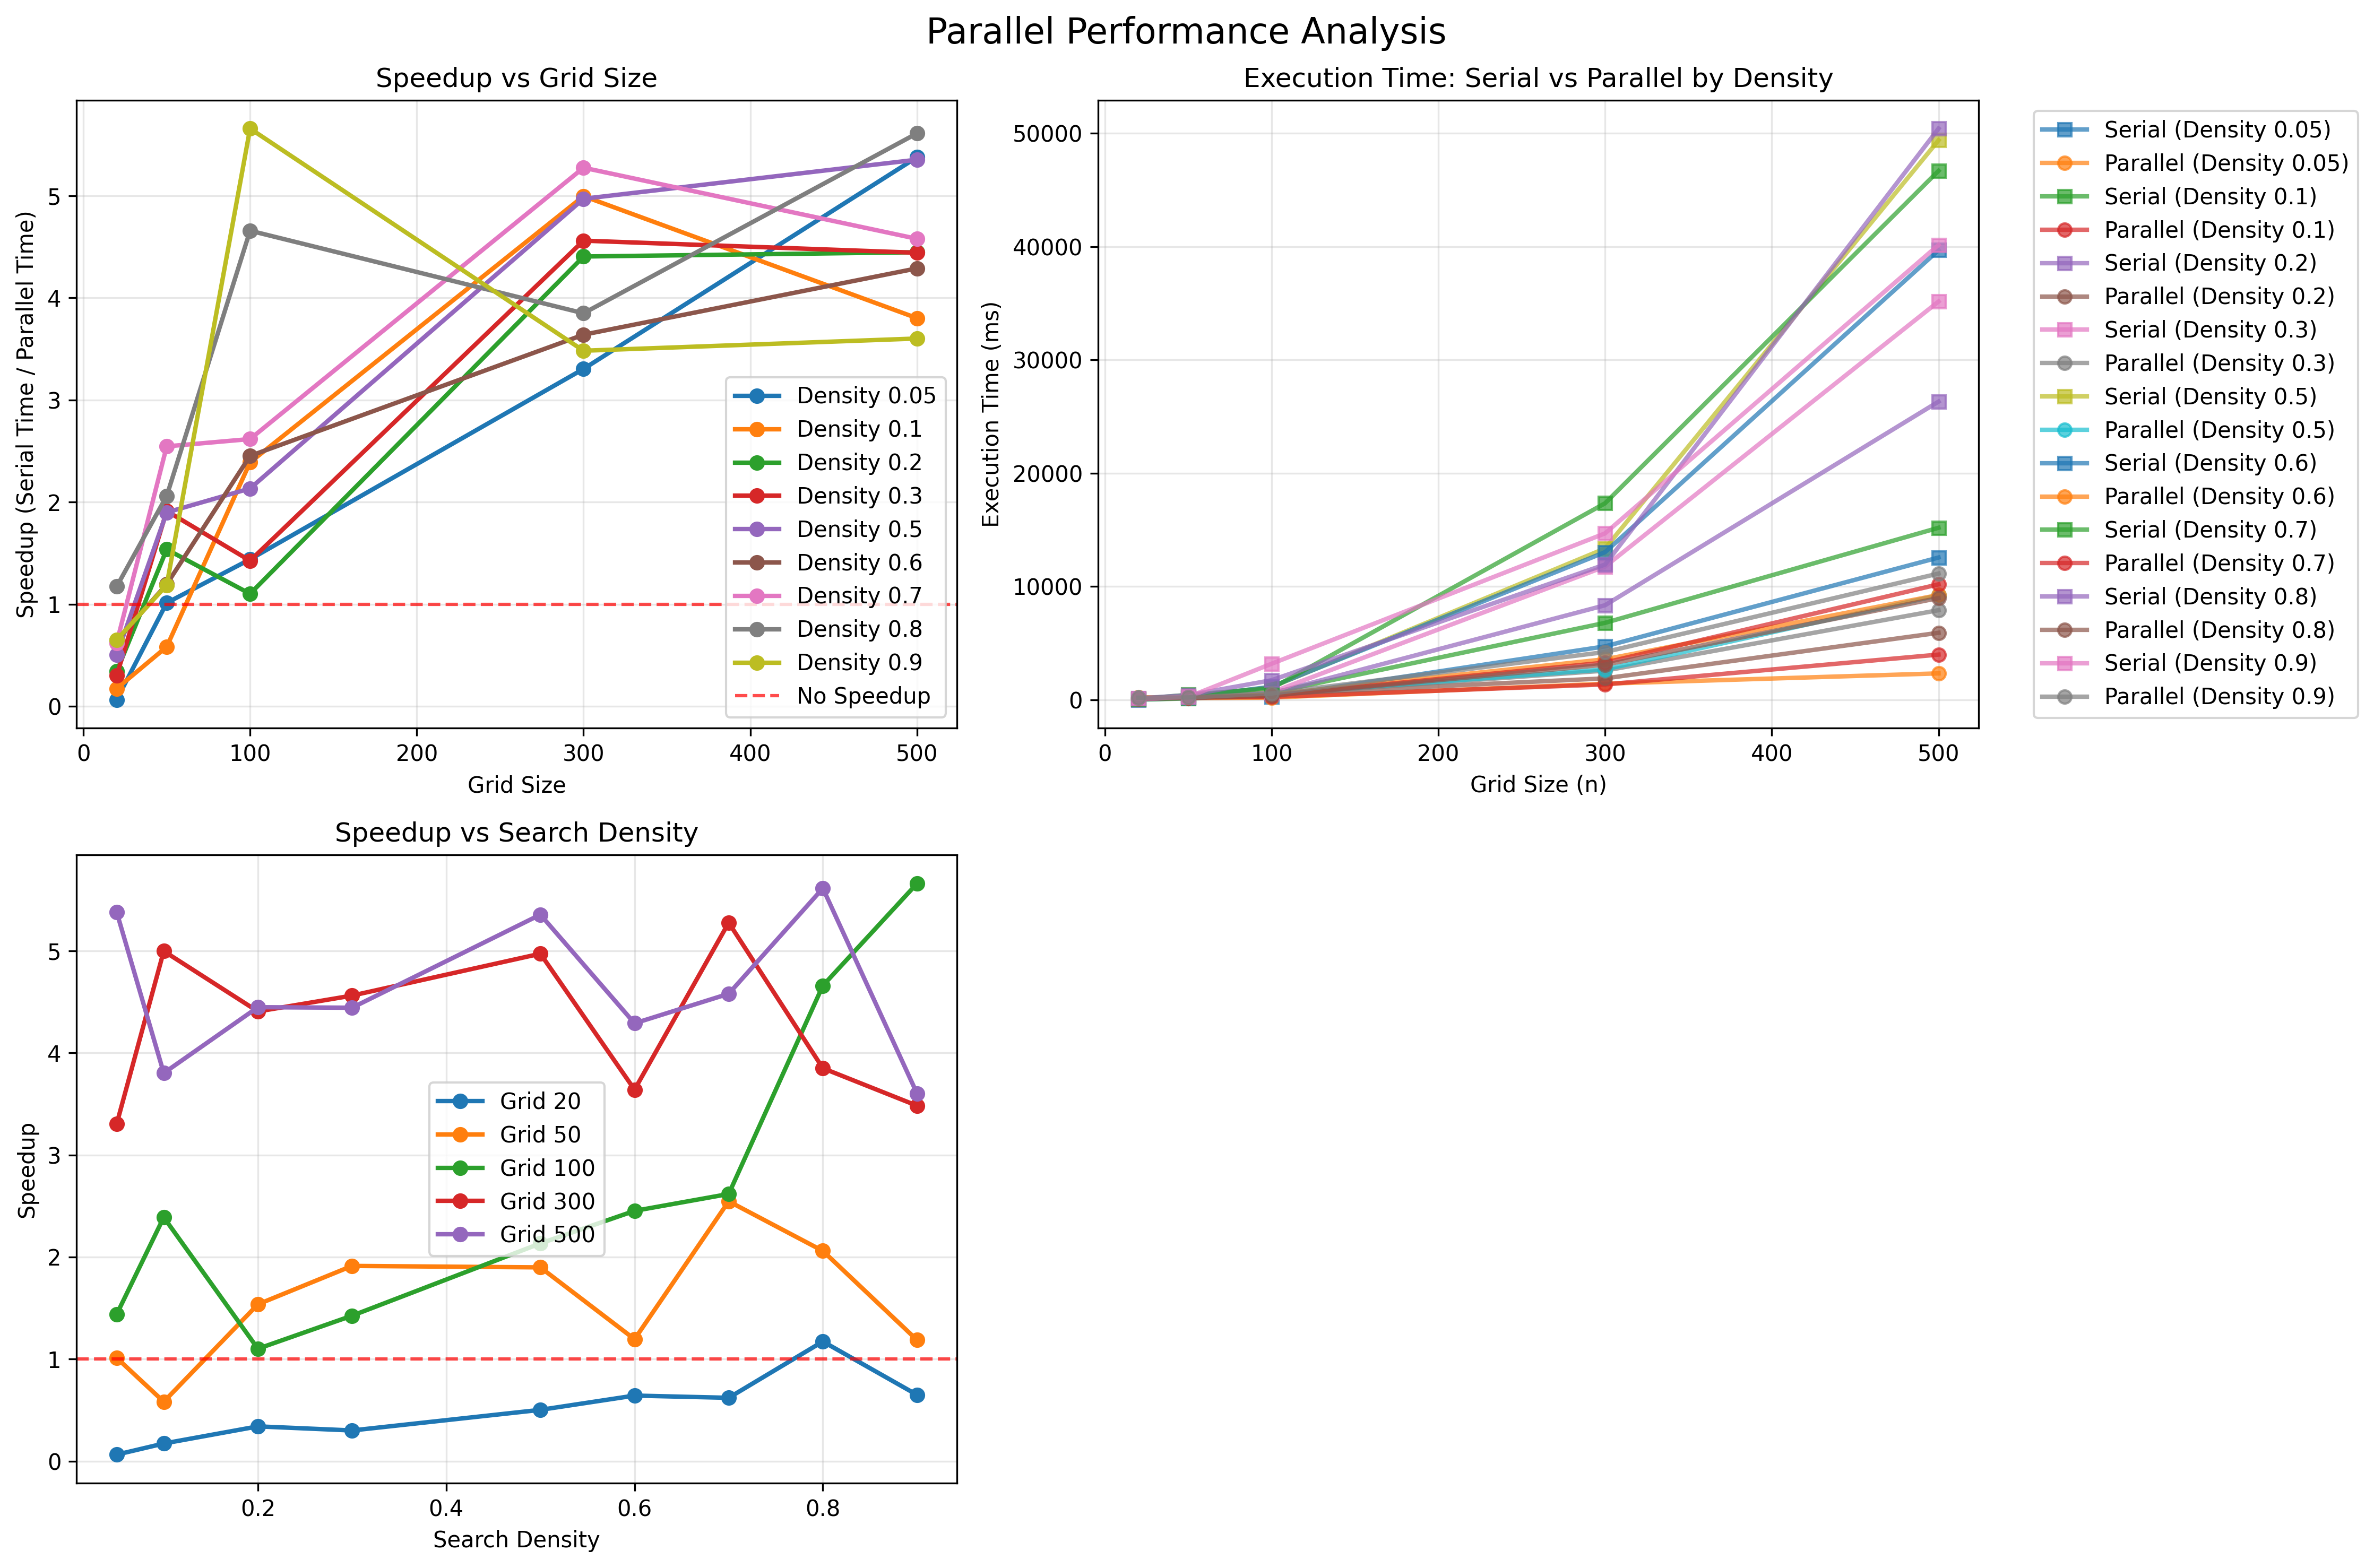 Parallel Performance Analysis
Speedup vs Grid Size
Speedup (Serial Time / Parallel Time)
5
4
3
2
1
0
0
100
200
300
400
500
Grid Size
Density 0.05
Density 0.1
Density 0.2
Density 0.3
Density 0.5
Density 0.6
Density 0.7
Density 0.8
Density 0.9
No Speedup
Execution Time: Serial vs Parallel by Density
Execution Time (ms)
50000
40000
30000
20000
10000
0
0
100
200
300
400
500
Grid Size (n)
Serial (Density 0.05)
Parallel (Density 0.05)
Serial (Density 0.1)
Parallel (Density 0.1)
Serial (Density 0.2)
Parallel (Density 0.2)
Serial (Density 0.3)
Parallel (Density 0.3)
Serial (Density 0.5)
Parallel (Density 0.5)
Serial (Density 0.6)
Parallel (Density 0.6)
Serial (Density 0.7)
Parallel (Density 0.7)
Serial (Density 0.8)
Parallel (Density 0.8)
Serial (Density 0.9)
Parallel (Density 0.9)
Speedup vs Search Density
Speedup
5
4
3
2
1
0
0.2
0.4
0.6
0.8
Search Density
Grid 20
Grid 50
Grid 100
Grid 300
Grid 500